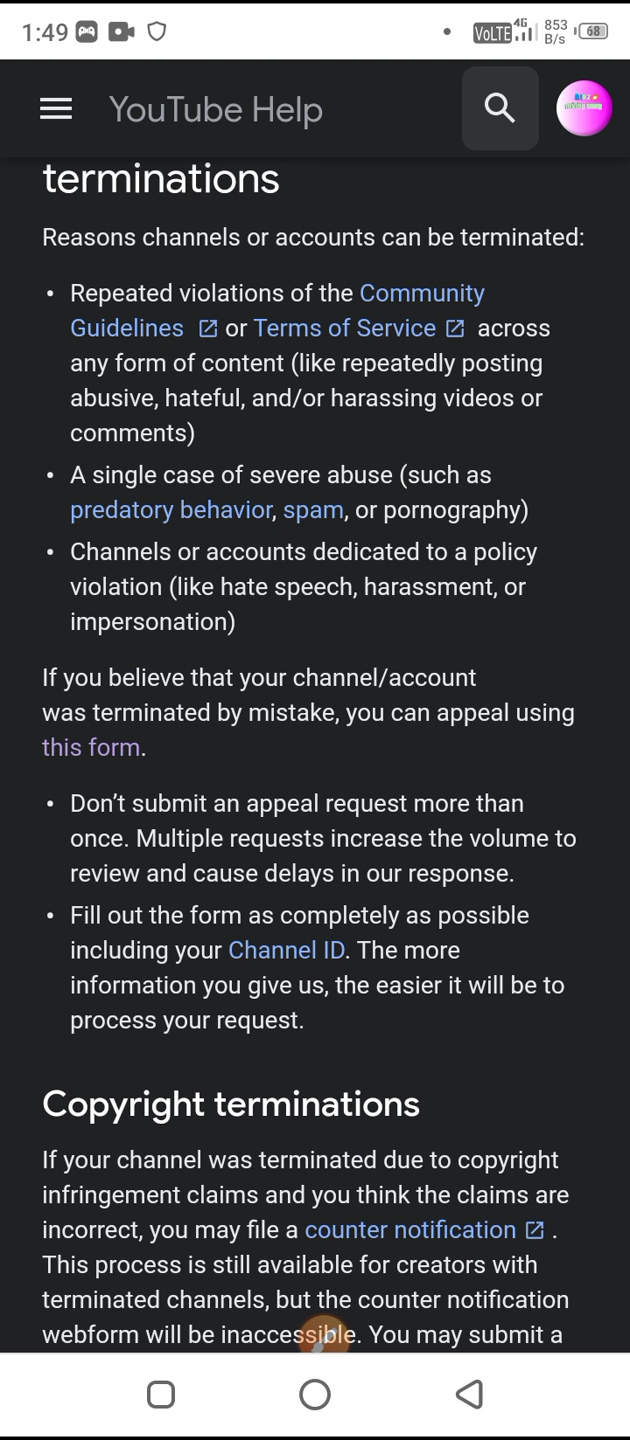 1:49
VoLTE 4G 853 B/s 68
YouTube Help
terminations
Reasons channels or accounts can be terminated:
• Repeated violations of the Community
Guidelines or Terms of Service across
any form of content (like repeatedly posting
abusive, hateful, and/or harassing videos or
comments)
• A single case of severe abuse (such as
predatory behavior, spam, or pornography)
• Channels or accounts dedicated to a policy
violation (like hate speech, harassment, or
impersonation)
If you believe that your channel/account
was terminated by mistake, you can appeal using
this form.
• Don’t submit an appeal request more than
once. Multiple requests increase the volume to
review and cause delays in our response.
• Fill out the form as completely as possible
including your Channel ID. The more
information you give us, the easier it will be to
process your request.
Copyright terminations
If your channel was terminated due to copyright
infringement claims and you think the claims are
incorrect, you may file a counter notification .
This process is still available for creators with
terminated channels, but the counter notification
webform will be inaccessible. You may submit a